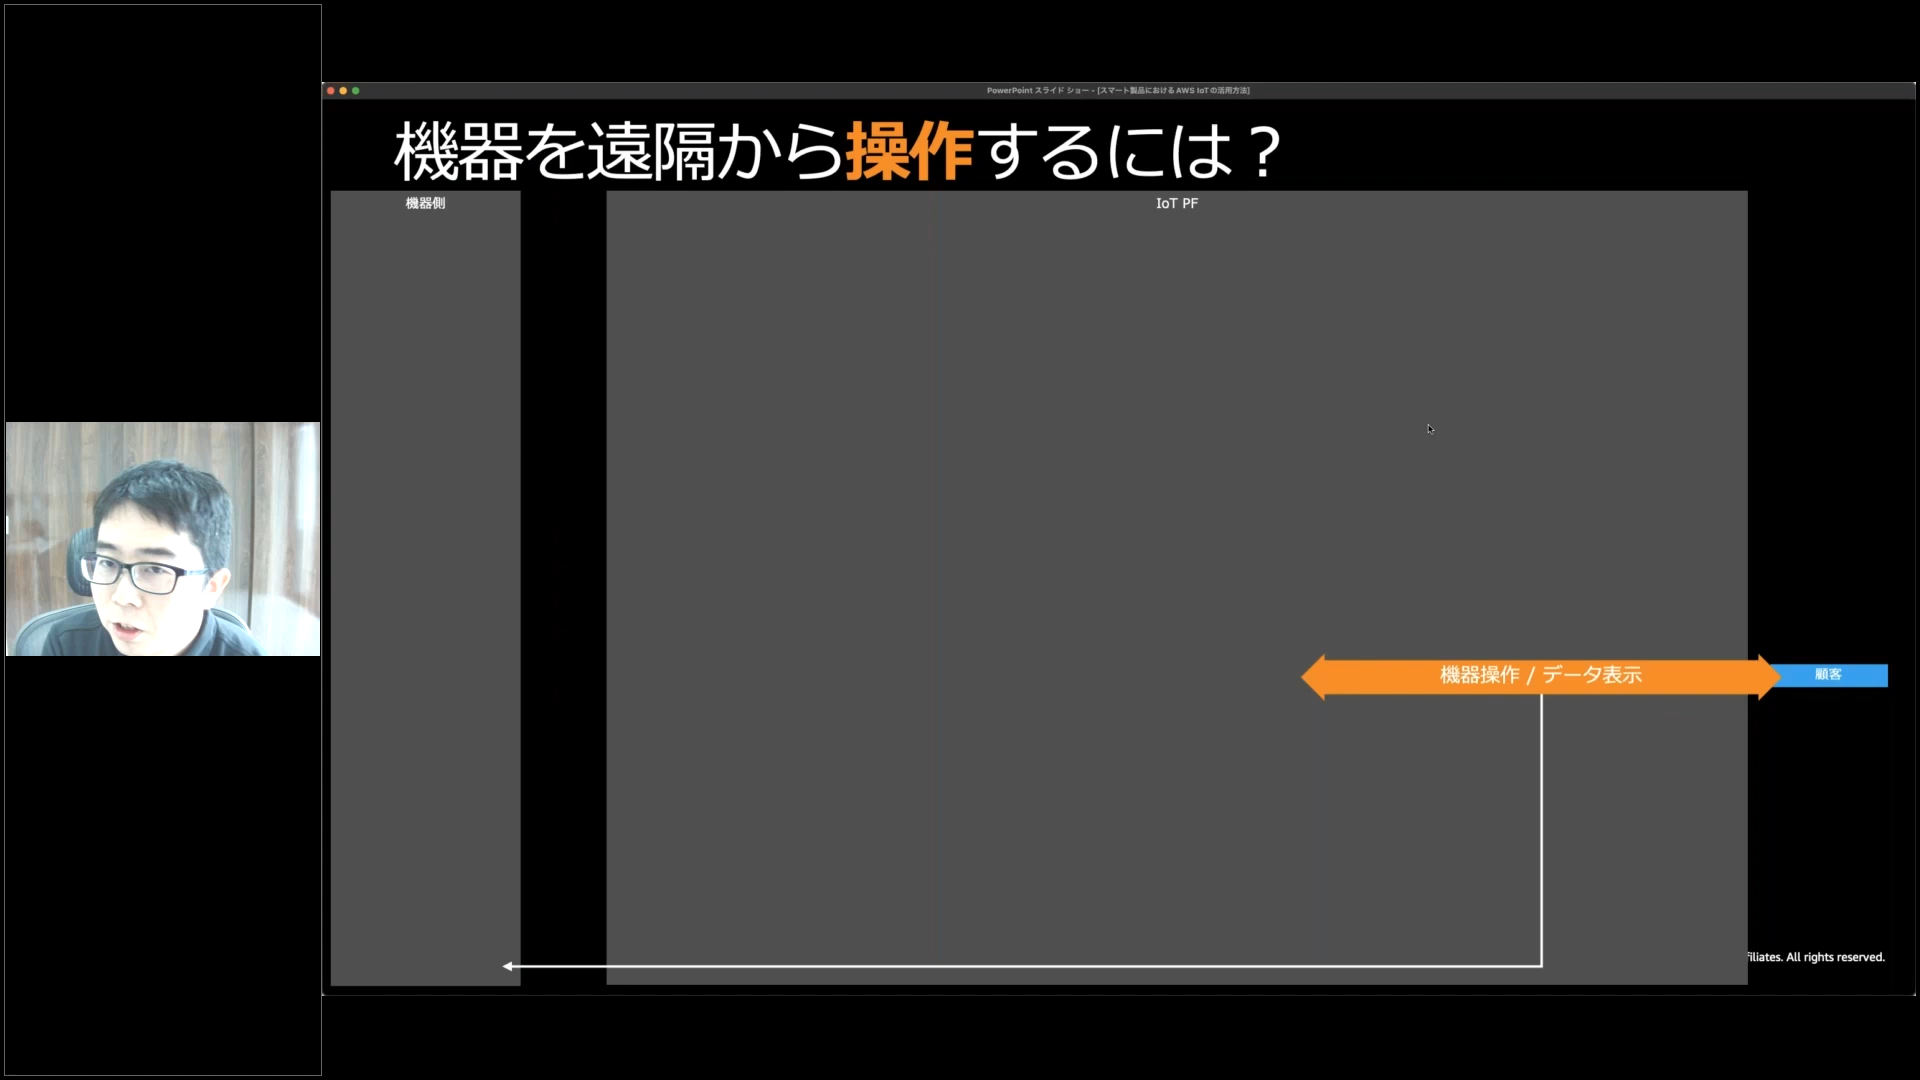 PowerPoint スライド ショー - [スマート製品における AWS IoT の活用方法]
機器を遠隔から操作するには？
機器側
IoT PF
機器操作 / データ表示
顧客
filiates. All rights reserved.